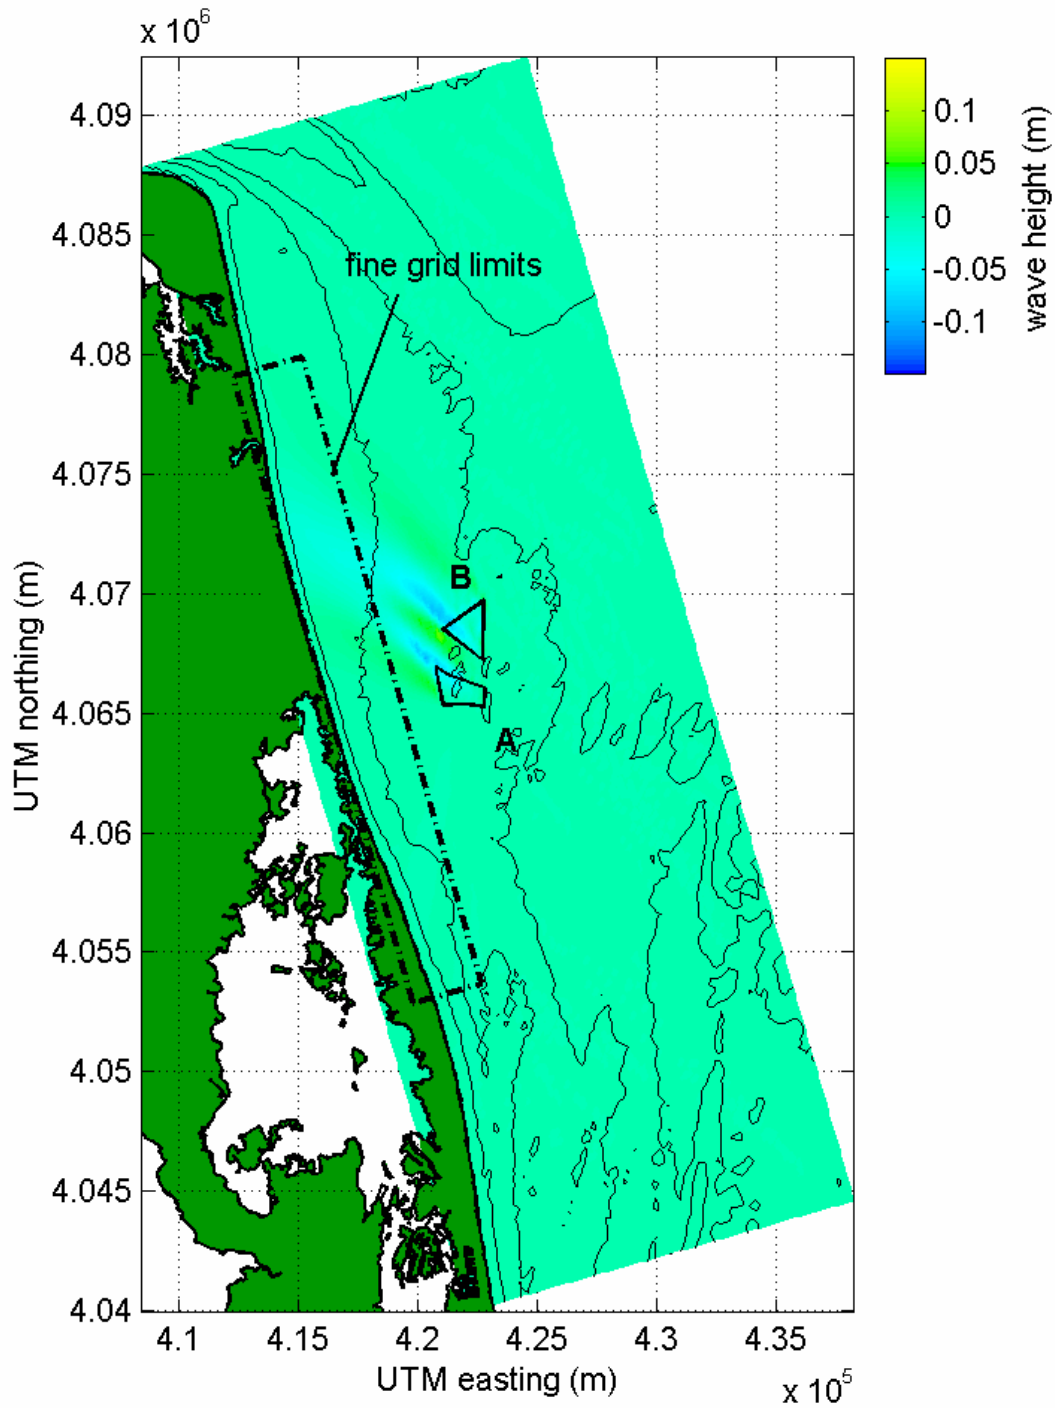 x 10^6
4.09
4.085
4.08
4.075
4.07
4.065
4.06
4.055
4.05
4.045
4.04
UTM northing (m)
fine grid limits
B
A
4.1
4.15
4.2
4.25
4.3
4.35
UTM easting (m)
x 10^5
0.1
0.05
0
-0.05
-0.1
wave height (m)